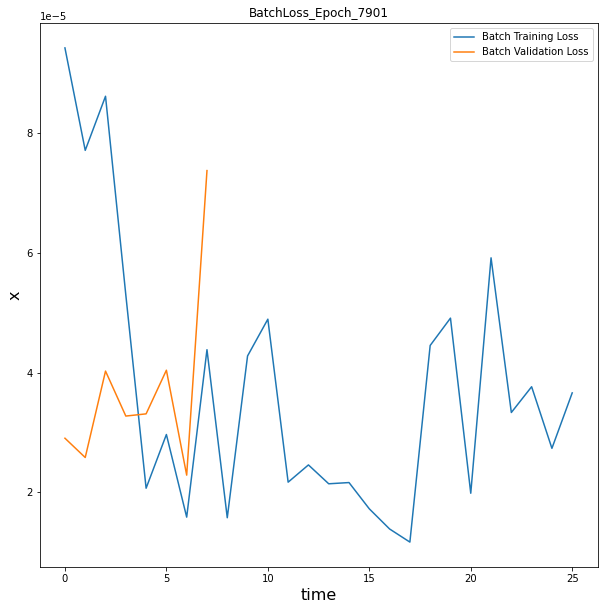 BatchLoss_Epoch_7901
1e−5
Batch Training Loss
Batch Validation Loss
8
6
4
2
x
0
5
10
15
20
25
time